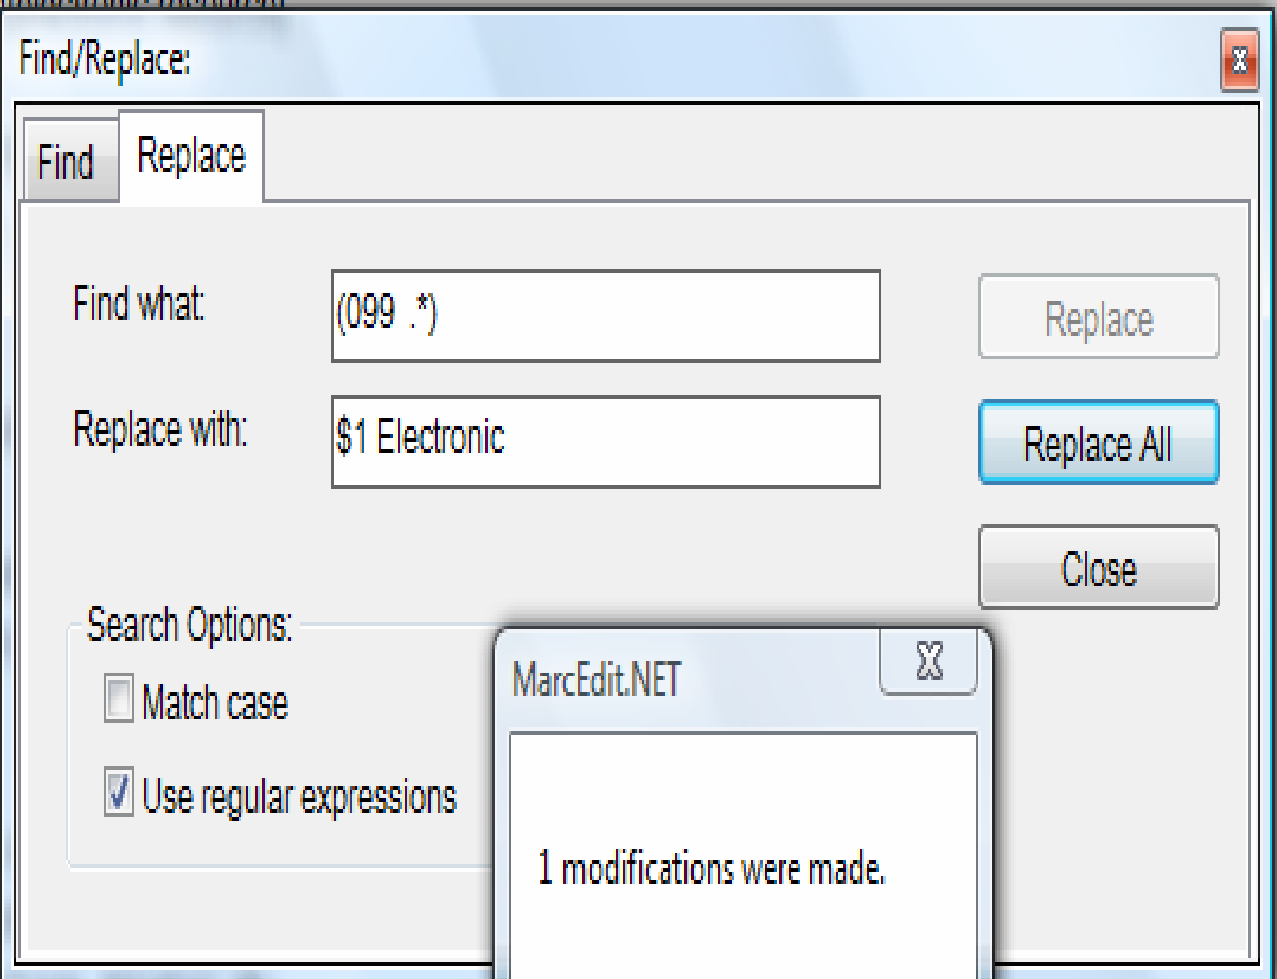 Find/Replace:
Find
Replace
Find what:
(099  .*)
Replace
Replace with:
$1 Electronic
Replace All
Close
Search Options:
Match case
Use regular expressions
MarcEdit.NET
1 modifications were made.